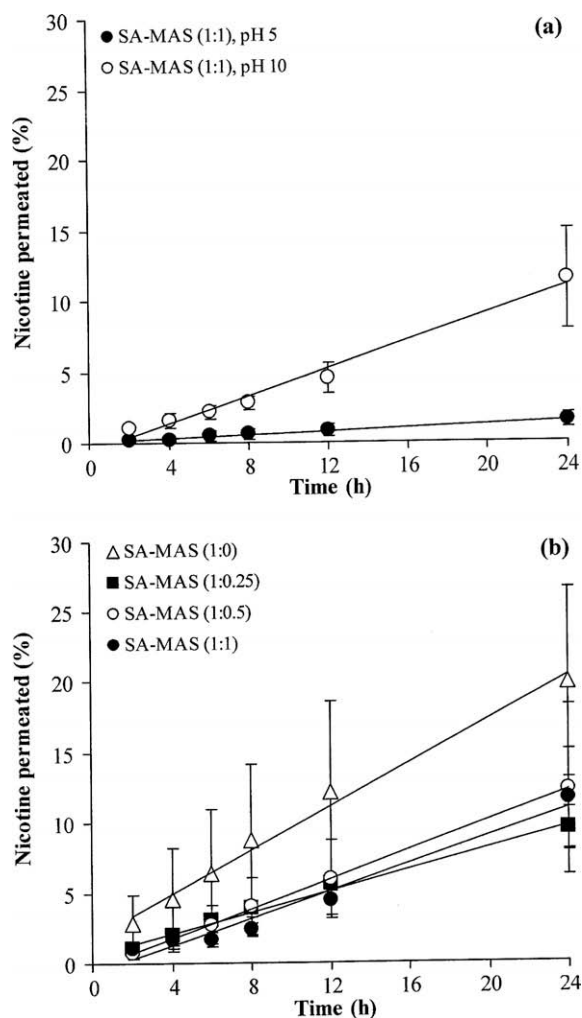 (a)
SA-MAS (1:1), pH 5
SA-MAS (1:1), pH 10
Nicotine permeated (%)
30
25
20
15
10
5
0
0 4 8 12 16 20 24
Time (h)
(b)
SA-MAS (1:0)
SA-MAS (1:0.25)
SA-MAS (1:0.5)
SA-MAS (1:1)
Nicotine permeated (%)
30
25
20
15
10
5
0
0 4 8 12 16 20 24
Time (h)